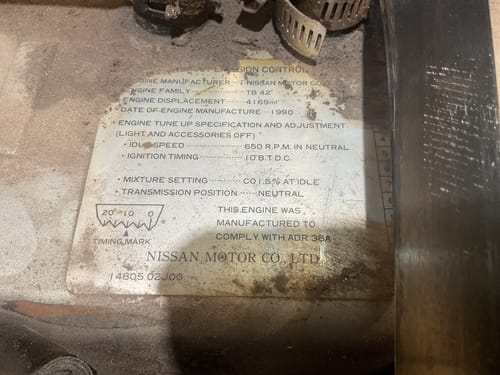 SION CONTROL
ENGINE MANUFACTURER NISSAN MOTOR CO.
ENGINE FAMILY TB 42
ENGINE DISPLACEMENT 4169ml
• DATE OF ENGINE MANUFACTURE 1990
• ENGINE TUNE UP SPECIFICATION AND ADJUSTMENT
(LIGHT AND ACCESSORIES OFF)
• IDLE SPEED 650 R.P.M. IN NEUTRAL
• IGNITION TIMING 10°B.T.D.C.
• MIXTURE SETTING CO 1.5% AT IDLE
• TRANSMISSION POSITION NEUTRAL
20° 10 0
TIMING MARK
THIS ENGINE WAS
MANUFACTURED TO
COMPLY WITH ADR 36A
NISSAN MOTOR CO., LTD.
14805 02J00